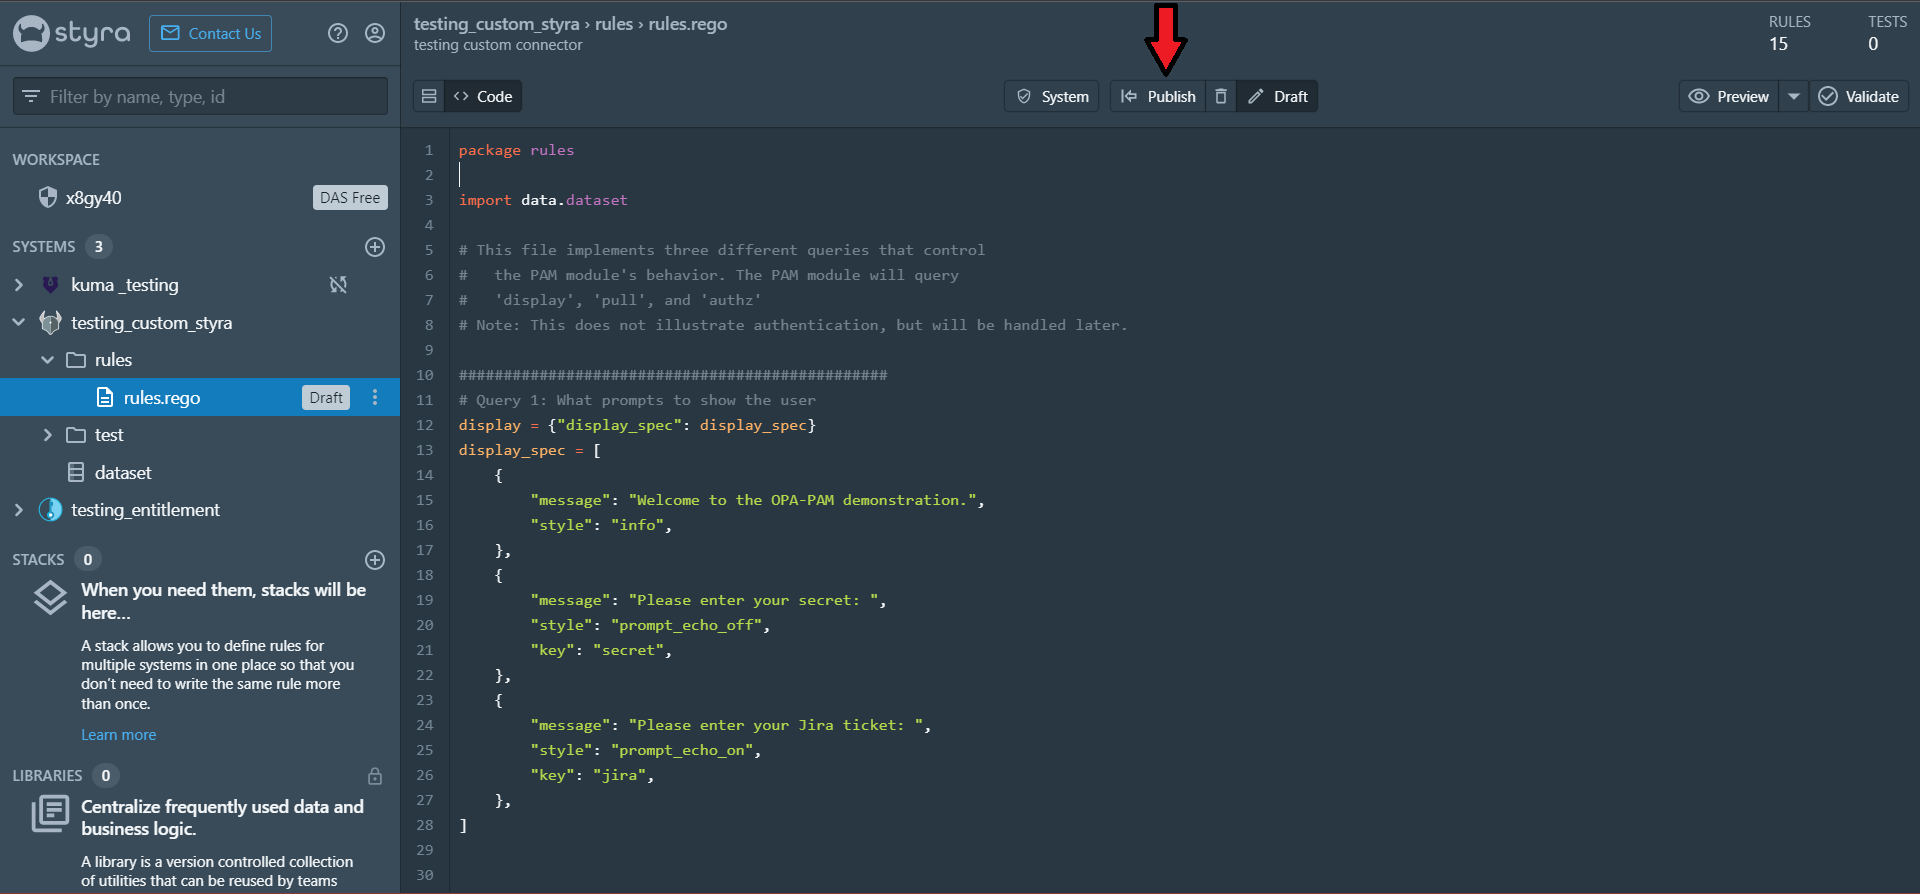 styra
Contact Us
Filter by name, type, id
WORKSPACE
x8gy40
DAS Free
SYSTEMS 3
kuma _testing
testing_custom_styra
rules
rules.rego
Draft
test
dataset
testing_entitlement
STACKS 0
When you need them, stacks will be
here...
A stack allows you to define rules for
multiple systems in one place so that you
don't need to write the same rule more
than once.
Learn more
LIBRARIES 0
Centralize frequently used data and
business logic.
A library is a version controlled collection
of utilities that can be reused by teams
testing_custom_styra › rules › rules.rego
testing custom connector
RULES
15
TESTS
0
<> Code
System
Publish
Draft
Preview
Validate
1 package rules
2
3 import data.dataset
4
5 # This file implements three different queries that control
6 #   the PAM module's behavior. The PAM module will query
7 #   'display', 'pull', and 'authz'
8 # Note: This does not illustrate authentication, but will be handled later.
9
10 ################################################
11 # Query 1: What prompts to show the user
12 display = {"display_spec": display_spec}
13 display_spec = [
14     {
15         "message": "Welcome to the OPA-PAM demonstration.",
16         "style": "info",
17     },
18     {
19         "message": "Please enter your secret: ",
20         "style": "prompt_echo_off",
21         "key": "secret",
22     },
23     {
24         "message": "Please enter your Jira ticket: ",
25         "style": "prompt_echo_on",
26         "key": "jira",
27     },
28 ]
29
30